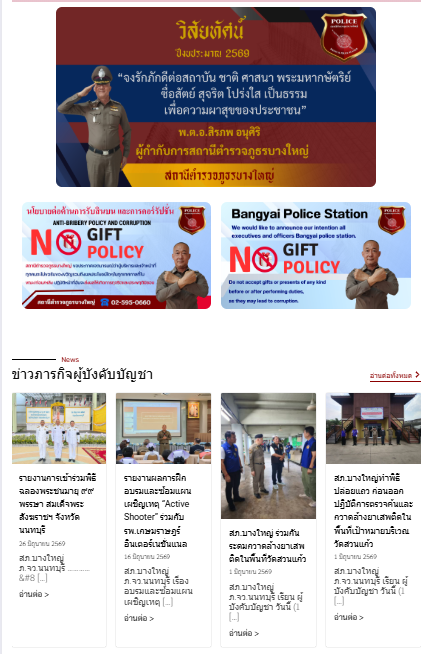 วิสัยทัศน์
ปีงบประมาณ 2569
POLICE
"จงรักภักดีต่อสถาบัน ชาติ ศาสนา พระมหากษัตริย์
ซื่อสัตย์ สุจริต โปร่งใส เป็นธรรม
เพื่อความผาสุขของประชาชน"
พ.ต.อ.สิรภพ อนุศิริ
ผู้กำกับการสถานีตำรวจภูธรบางใหญ่
สถานีตำรวจภูธรบางใหญ่
นโยบายต่อต้านการรับสินบน และการคอร์รัปชั่น
ANTI-BRIBERY POLICY AND CORRUPTION
POLICE
NO GIFT
POLICY
สถานีตำรวจภูธรบางใหญ่ ☎ 02-595-0660
Bangyai Police Station
POLICE
We would like to announce our intention all
executives and officers Bangyai police station.
NO GIFT
POLICY
Do not accept gifts or presents of any kind
before or after performing duties,
as they may lead to corruption.
News
ข่าวภารกิจผู้บังคับบัญชา
อ่านต่อทั้งหมด >
รายงานการเข้าร่วมพิธี
ฉลองพระชนมายุ ๙๙
พรรษา สมเด็จพระ
สังฆราชฯ จังหวัด
นนทบุรี
26 มิถุนายน 2569
สภ.บางใหญ่
ภ.จว.นนทบุรี ...........
&#8 [...]
อ่านต่อ >
รายงานผลการฝึก
อบรมและซ้อมแผน
เผชิญเหตุ "Active
Shooter" ร่วมกับ
รพ.เกษมราษฎร์
อินเตอร์เนชั่นแนล
16 มิถุนายน 2569
สภ.บางใหญ่
ภ.จว.นนทบุรี เรื่อง
อบรมและซ้อมแผน
เผชิญเหตุ [...]
อ่านต่อ >
สภ.บางใหญ่ ร่วมกัน
ระดมกวาดล้างยาเสพ
ติดในพื้นที่วัดสวนแก้ว
1 มิถุนายน 2569
สภ.บางใหญ่
ภ.จว.นนทบุรี เรียน ผู้
บังคับบัญชา วันนี้ (1
[...]
อ่านต่อ >
สภ.บางใหญ่ทำพิธี
ปล่อยแถว ก่อนออก
ปฏิบัติการตรวจค้นและ
กวาดล้างยาเสพติดใน
พื้นที่เป้าหมายบริเวณ
วัดสวนแก้ว
1 มิถุนายน 2569
สภ.บางใหญ่
ภ.จว.นนทบุรี เรียน ผู้
บังคับบัญชา วันนี้ (1
[...]
อ่านต่อ >